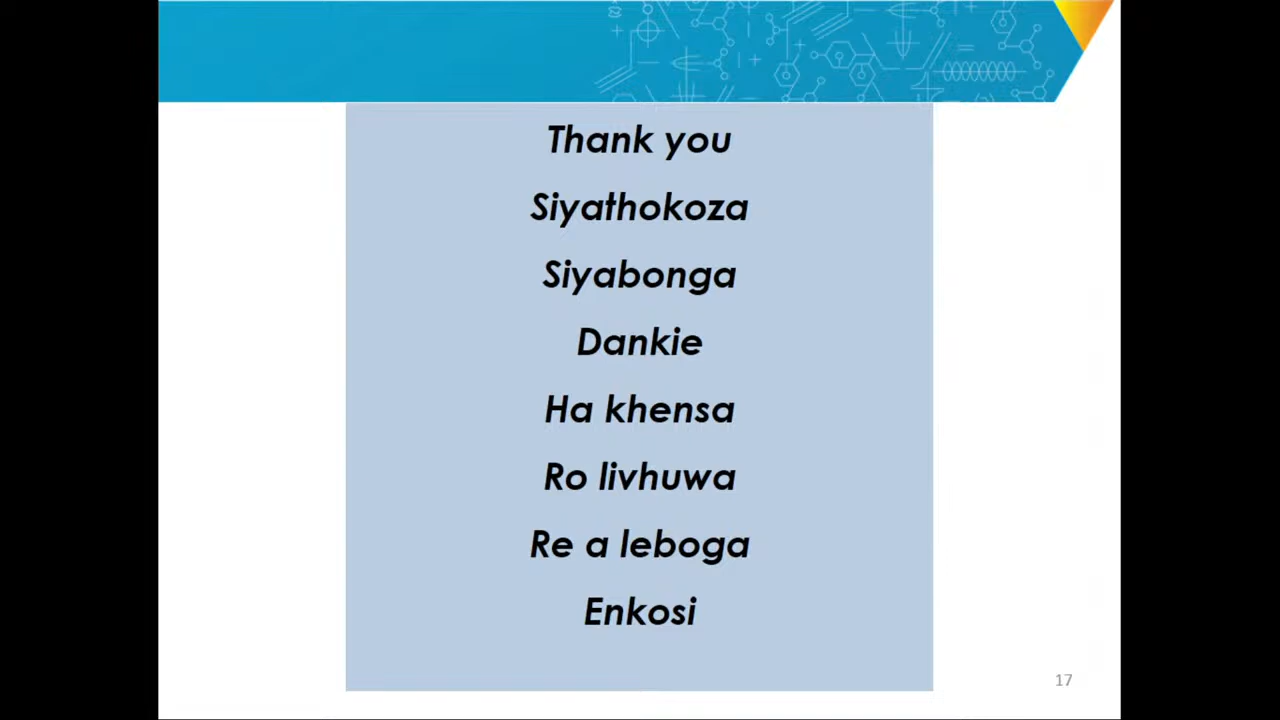 Thank you
Siyathokoza
Siyabonga
Dankie
Ha khensa
Ro livhuwa
Re a leboga
Enkosi
17